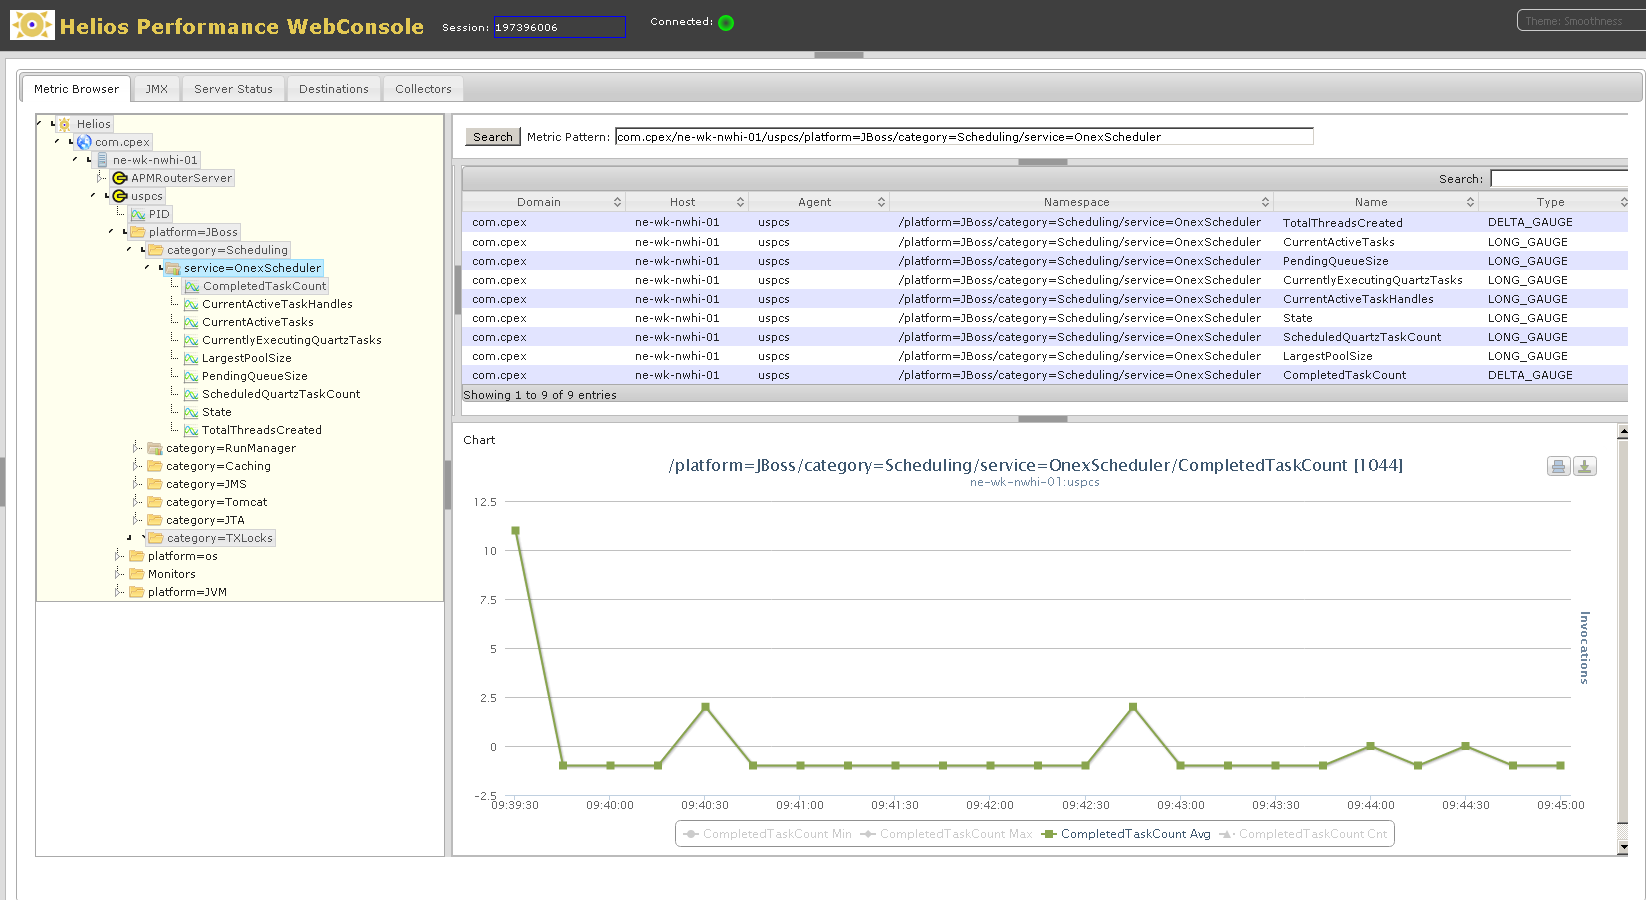 Helios Performance WebConsole Session: 197396006 Connected: Theme: Smoothness
Metric Browser JMX Server Status Destinations Collectors
Helios
com.cpex
ne-wk-nwhi-01
APMRouterServer
uspcs
PID
platform=JBoss
category=Scheduling
service=OnexScheduler
CompletedTaskCount
CurrentActiveTaskHandles
CurrentActiveTasks
CurrentlyExecutingQuartzTasks
LargestPoolSize
PendingQueueSize
ScheduledQuartzTaskCount
State
TotalThreadsCreated
category=RunManager
category=Caching
category=JMS
category=Tomcat
category=JTA
category=TXLocks
platform=os
Monitors
platform=JVM
Search Metric Pattern: com.cpex/ne-wk-nwhi-01/uspcs/platform=JBoss/category=Scheduling/service=OnexScheduler
Search:
Domain Host Agent Namespace Name Type
com.cpex ne-wk-nwhi-01 uspcs /platform=JBoss/category=Scheduling/service=OnexScheduler TotalThreadsCreated DELTA_GAUGE
com.cpex ne-wk-nwhi-01 uspcs /platform=JBoss/category=Scheduling/service=OnexScheduler CurrentActiveTasks LONG_GAUGE
com.cpex ne-wk-nwhi-01 uspcs /platform=JBoss/category=Scheduling/service=OnexScheduler PendingQueueSize LONG_GAUGE
com.cpex ne-wk-nwhi-01 uspcs /platform=JBoss/category=Scheduling/service=OnexScheduler CurrentlyExecutingQuartzTasks LONG_GAUGE
com.cpex ne-wk-nwhi-01 uspcs /platform=JBoss/category=Scheduling/service=OnexScheduler CurrentActiveTaskHandles LONG_GAUGE
com.cpex ne-wk-nwhi-01 uspcs /platform=JBoss/category=Scheduling/service=OnexScheduler State LONG_GAUGE
com.cpex ne-wk-nwhi-01 uspcs /platform=JBoss/category=Scheduling/service=OnexScheduler ScheduledQuartzTaskCount LONG_GAUGE
com.cpex ne-wk-nwhi-01 uspcs /platform=JBoss/category=Scheduling/service=OnexScheduler LargestPoolSize LONG_GAUGE
com.cpex ne-wk-nwhi-01 uspcs /platform=JBoss/category=Scheduling/service=OnexScheduler CompletedTaskCount DELTA_GAUGE
Showing 1 to 9 of 9 entries
Chart
/platform=JBoss/category=Scheduling/service=OnexScheduler/CompletedTaskCount [1044]
ne-wk-nwhi-01:uspcs
12.5
10
7.5
5
2.5
0
-2.5
Invocations
09:39:30 09:40:00 09:40:30 09:41:00 09:41:30 09:42:00 09:42:30 09:43:00 09:43:30 09:44:00 09:44:30 09:45:00
CompletedTaskCount Min CompletedTaskCount Max CompletedTaskCount Avg CompletedTaskCount Cnt